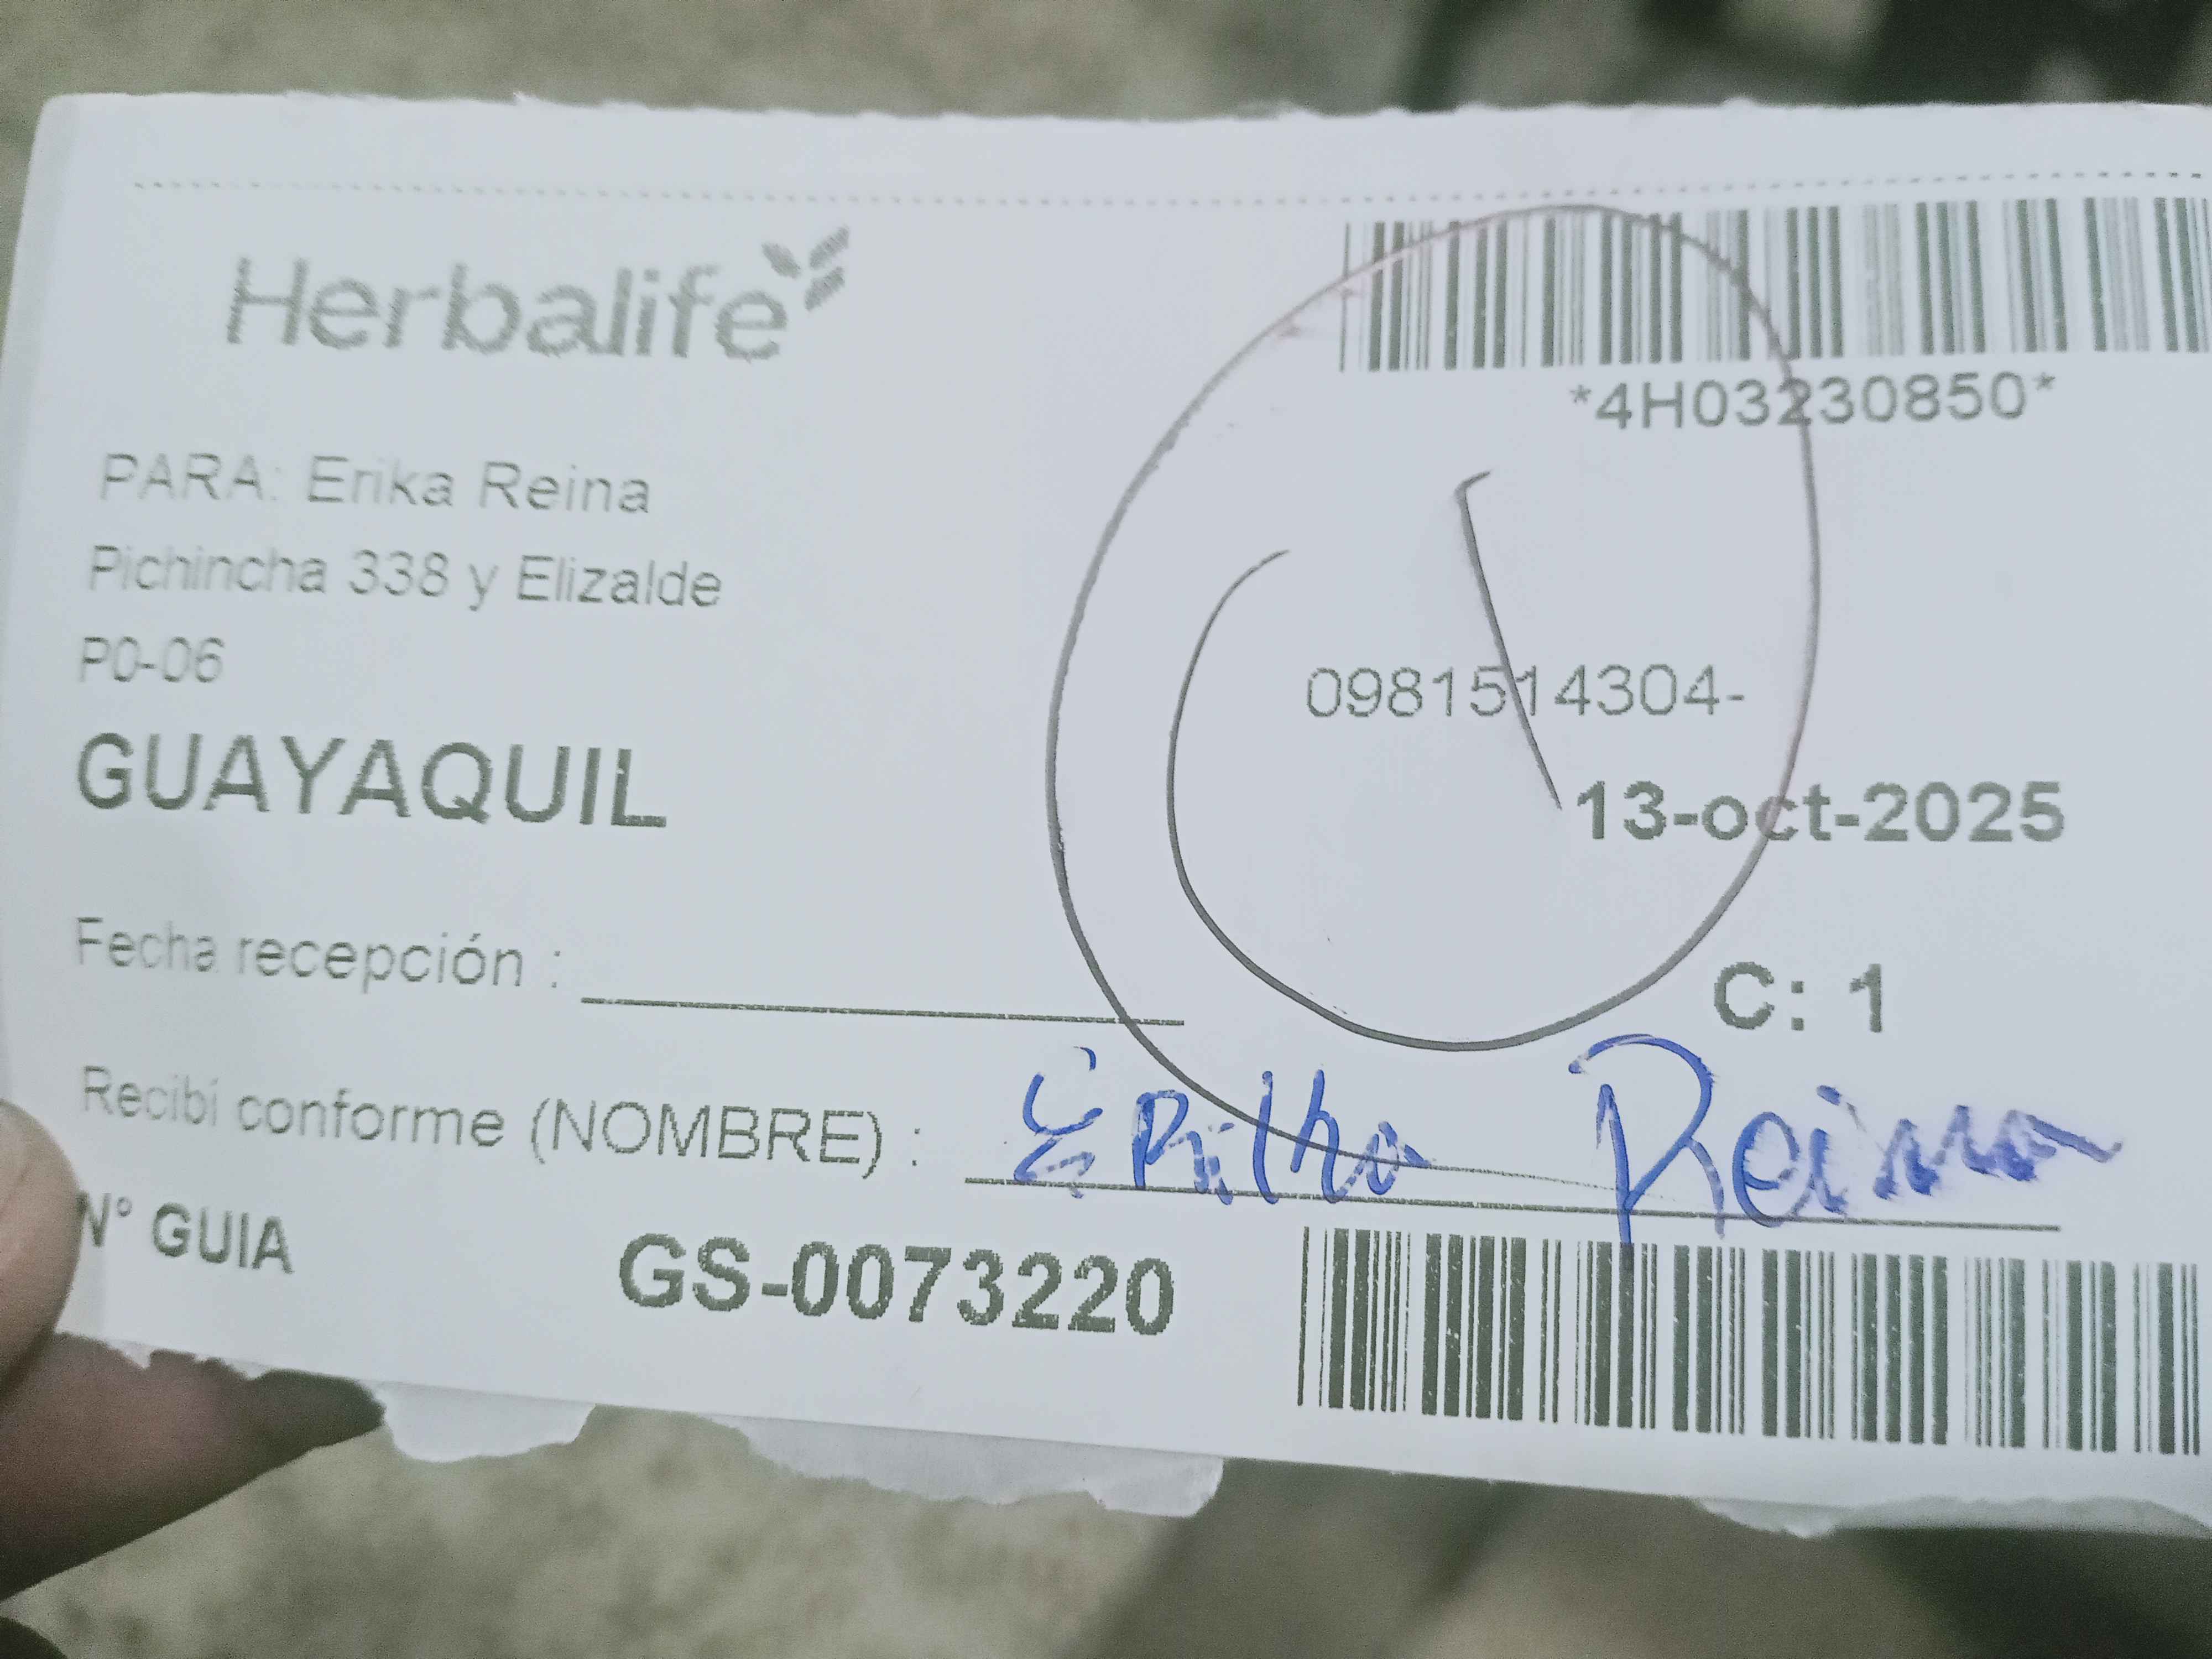 Herbalife
*4H03230850*
PARA: Erika Reina
Pichincha 338 y Elizalde
P0-06
0981514304-
GUAYAQUIL
13-oct-2025
Fecha recepción :
C: 1
Recibí conforme (NOMBRE) : Erika Reina
N° GUIA GS-0073220